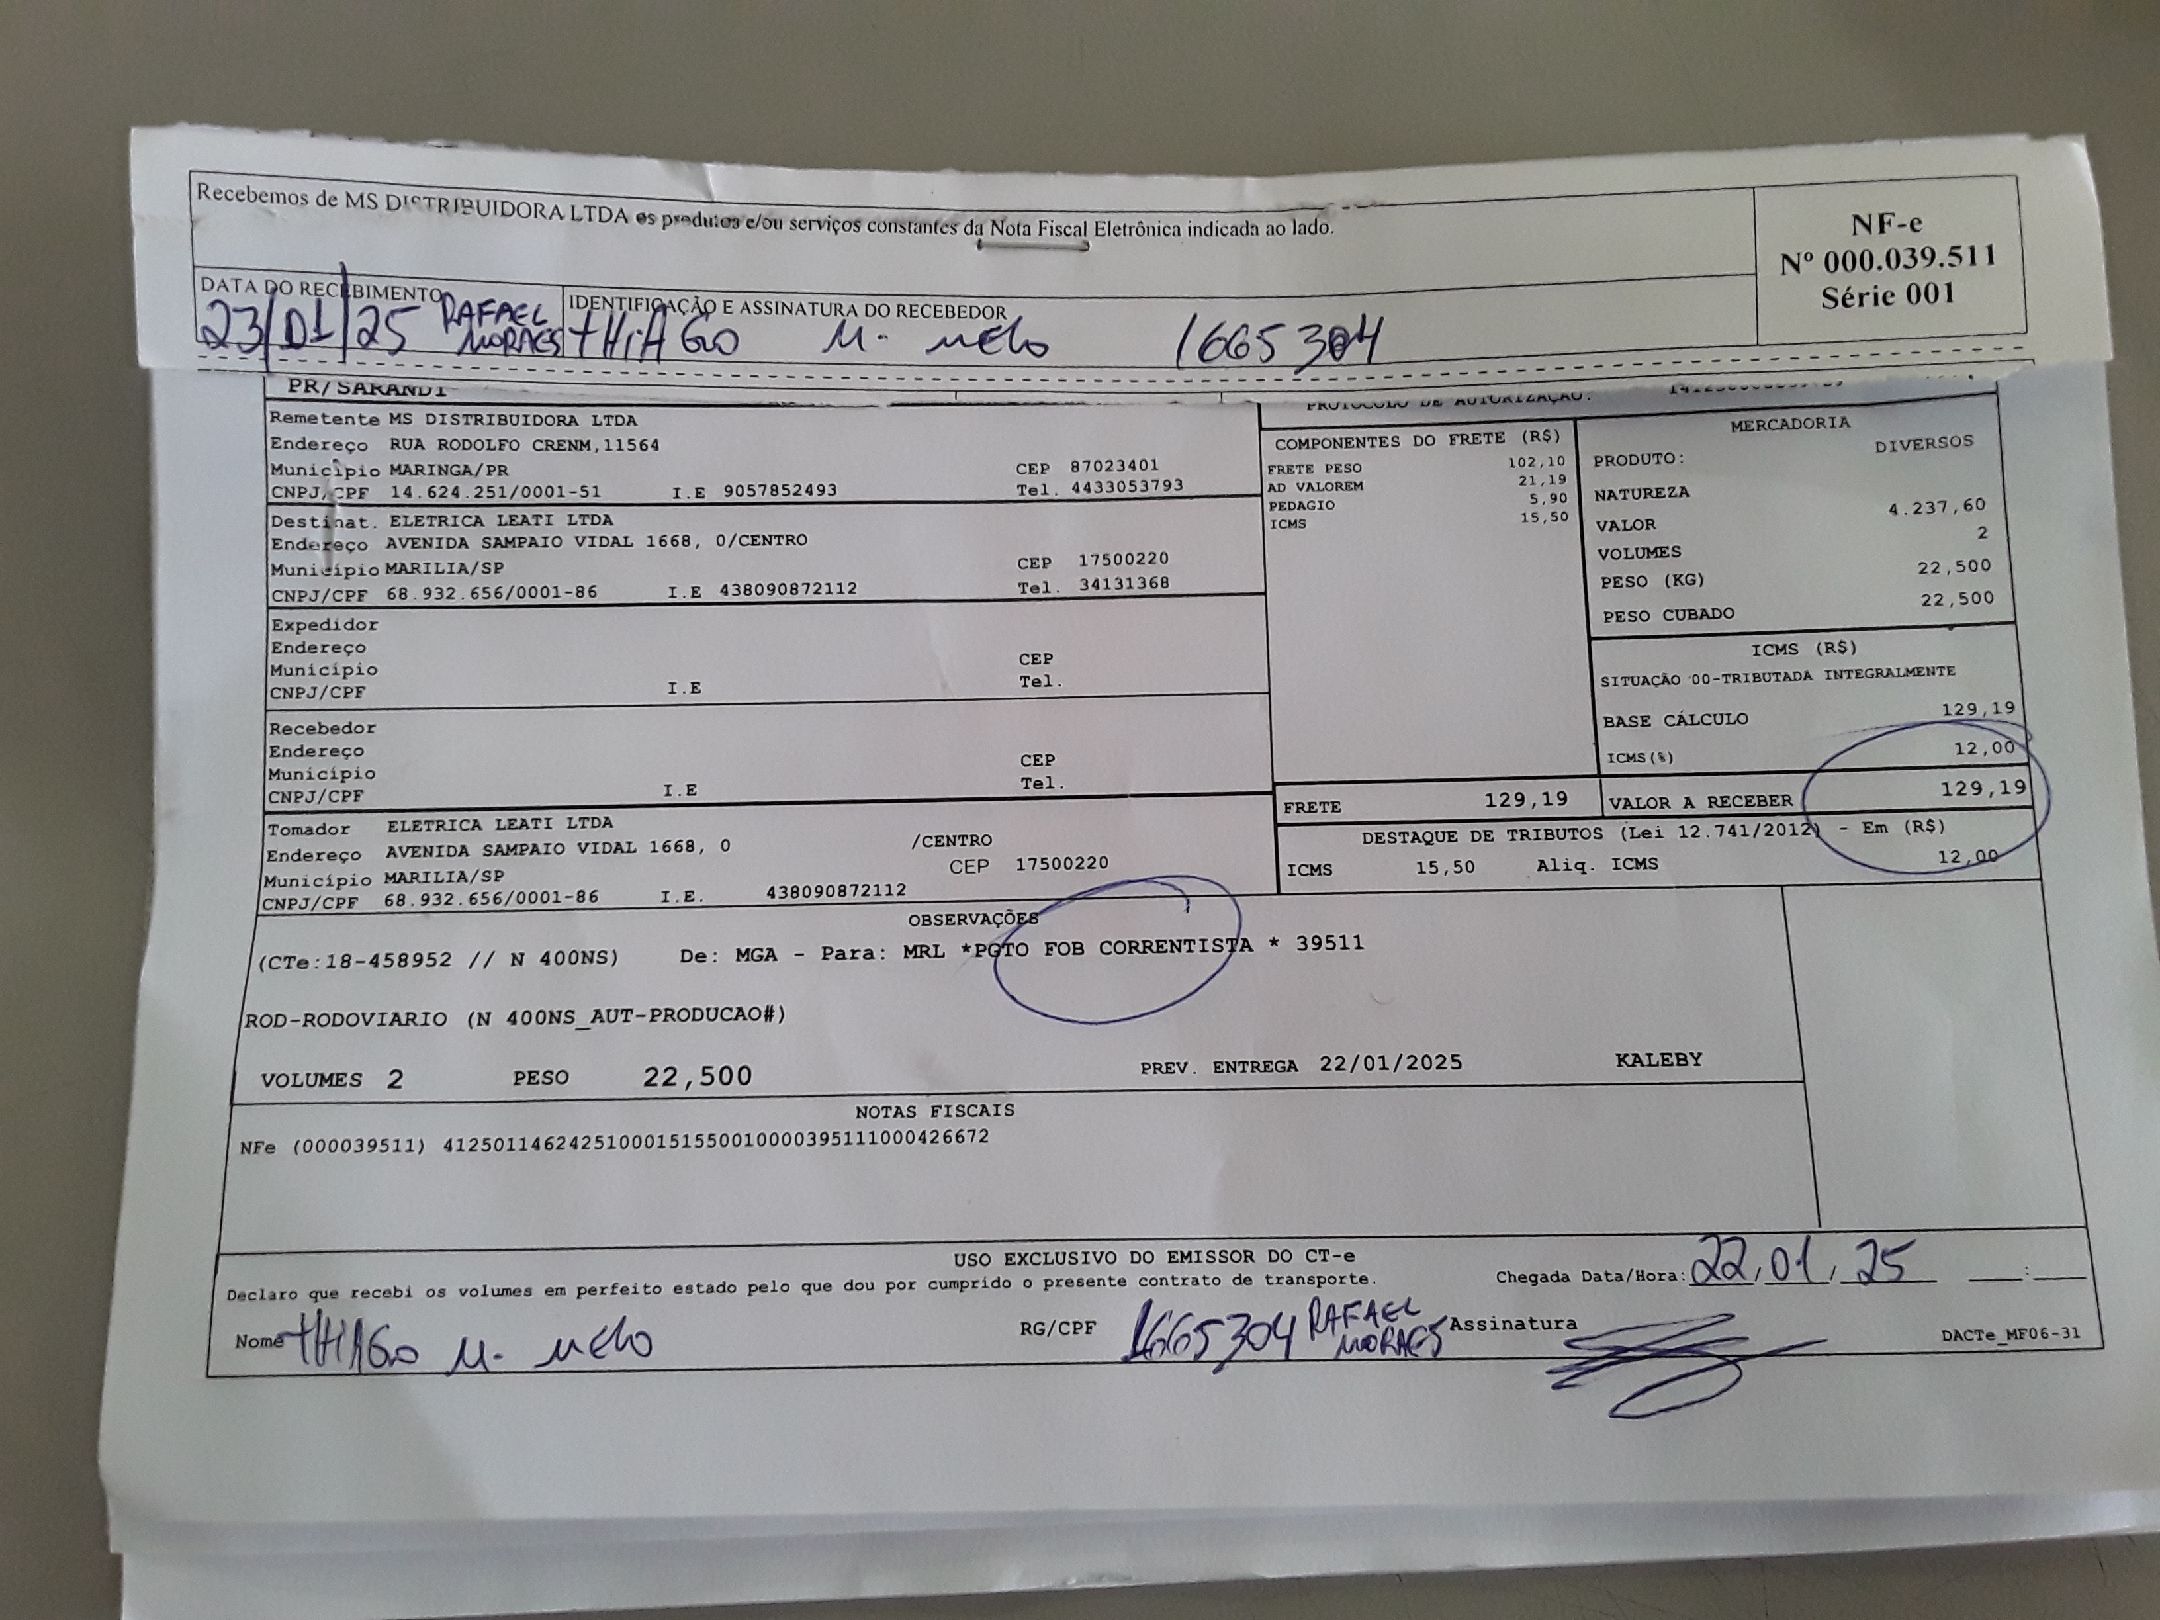 Recebemos de MS DISTRIBUIDORA LTDA os produtos e/ou serviços constantes da Nota Fiscal Eletrônica indicada ao lado.
NF-e
Nº 000.039.511
Série 001
DATA DO RECEBIMENTO
23/01/25 RAFAEL MORAES
IDENTIFICAÇÃO E ASSINATURA DO RECEBEDOR
THIAGO M. MELO 1665304
PR/SARANDI
PROTOCOLO DE AUTORIZAÇÃO:
Remetente MS DISTRIBUIDORA LTDA
Endereço RUA RODOLFO CRENM,11564
Município MARINGA/PR CEP 87023401
CNPJ/CPF 14.624.251/0001-51 I.E 9057852493 Tel. 4433053793
Destinat. ELETRICA LEATI LTDA
Endereço AVENIDA SAMPAIO VIDAL 1668, 0/CENTRO
Município MARILIA/SP CEP 17500220
CNPJ/CPF 68.932.656/0001-86 I.E 438090872112 Tel. 34131368
Expedidor
Endereço
Município CEP
CNPJ/CPF I.E Tel.
Recebedor
Endereço
Município CEP
CNPJ/CPF I.E Tel.
Tomador ELETRICA LEATI LTDA
Endereço AVENIDA SAMPAIO VIDAL 1668, 0 /CENTRO
Município MARILIA/SP CEP 17500220
CNPJ/CPF 68.932.656/0001-86 I.E. 438090872112
COMPONENTES DO FRETE (R$)
FRETE PESO 102,10
AD VALOREM 21,19
PEDAGIO 5,90
ICMS 15,50
MERCADORIA
PRODUTO: DIVERSOS
NATUREZA
VALOR 4.237,60
VOLUMES 2
PESO (KG) 22,500
PESO CUBADO 22,500
ICMS (R$)
SITUAÇÃO 00-TRIBUTADA INTEGRALMENTE
BASE CÁLCULO 129,19
ICMS(%) 12,00
FRETE 129,19 VALOR A RECEBER 129,19
DESTAQUE DE TRIBUTOS (Lei 12.741/2012) - Em (R$)
ICMS 15,50 Aliq. ICMS 12,00
OBSERVAÇÕES
(CTe:18-458952 // N 400NS) De: MGA - Para: MRL *PGTO FOB CORRENTISTA * 39511
ROD-RODOVIARIO (N 400NS_AUT-PRODUCAO#)
VOLUMES 2 PESO 22,500 PREV. ENTREGA 22/01/2025 KALEBY
NOTAS FISCAIS
NFe (000039511) 41250114624251000151550010000395111000426672
USO EXCLUSIVO DO EMISSOR DO CT-e
Declaro que recebi os volumes em perfeito estado pelo que dou por cumprido o presente contrato de transporte. Chegada Data/Hora: 22,01,25 __:__
Nome THIAGO M. MELO RG/CPF 1665304 RAFAEL MORAES Assinatura
DACTe_MF06-31